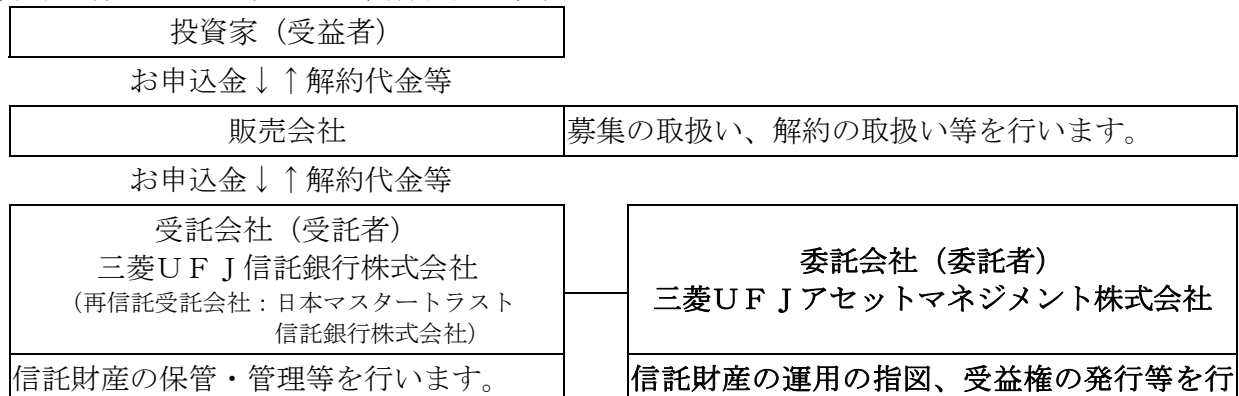 投資家（受益者）
お申込金↓↑解約代金等
販売会社
募集の取扱い、解約の取扱い等を行います。
お申込金↓↑解約代金等
受託会社（受託者）
三菱ＵＦＪ信託銀行株式会社
（再信託受託会社：日本マスタートラスト
信託銀行株式会社）
委託会社（委託者）
三菱ＵＦＪアセットマネジメント株式会社
信託財産の保管・管理等を行います。
信託財産の運用の指図、受益権の発行等を行